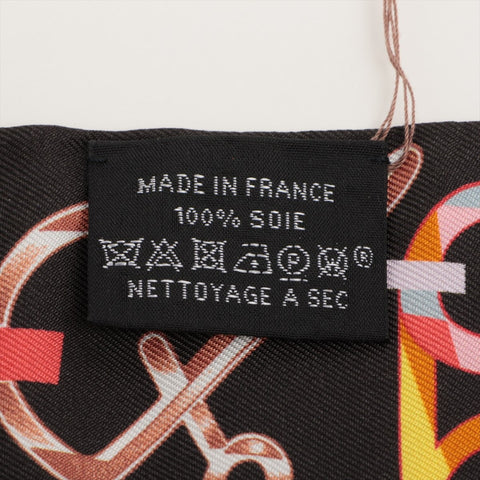 MADE IN FRANCE
100% SOIE
P ®
NETTOYAGE A SEC